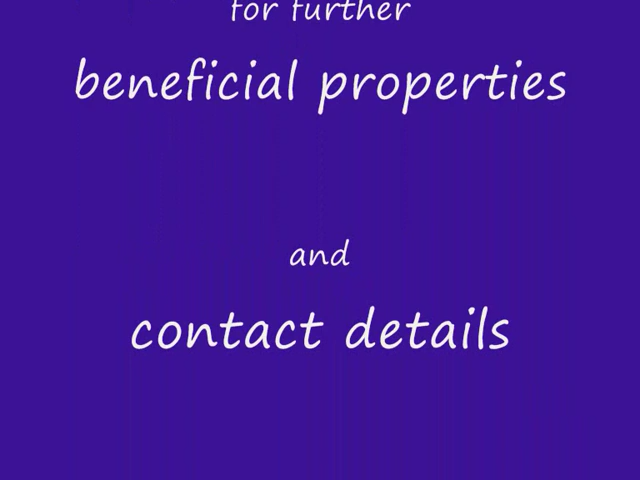 for further
beneficial properties
and
contact details